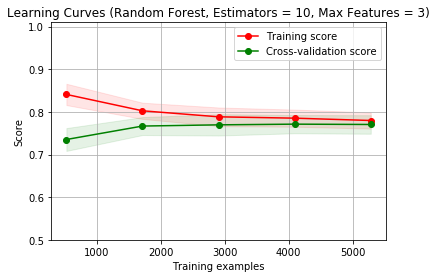 Learning Curves (Random Forest, Estimators = 10, Max Features = 3)
1.0
0.9
0.8
0.7
0.6
0.5
Score
Training score
Cross-validation score
1000 2000 3000 4000 5000
Training examples